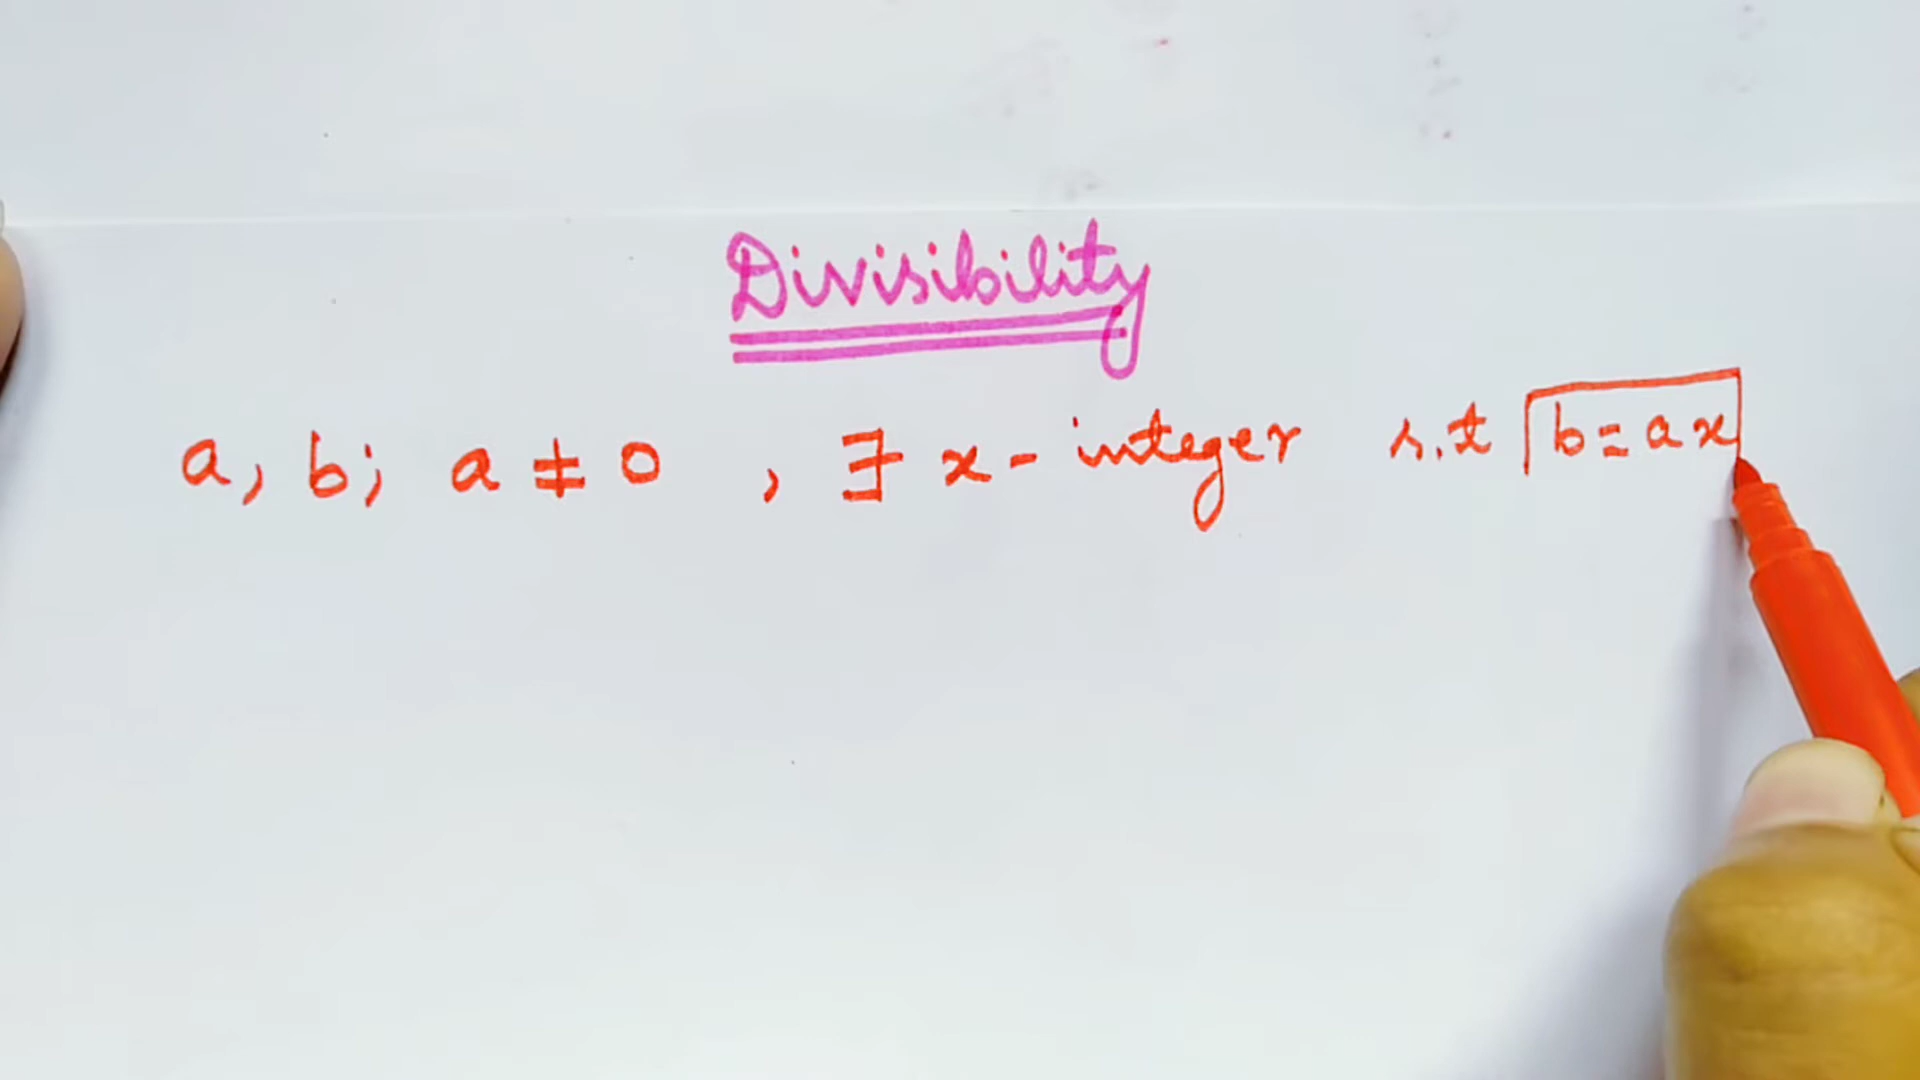 Divisibility
a, b; a ≠ 0 , ∃ x - integer s.t b = ax